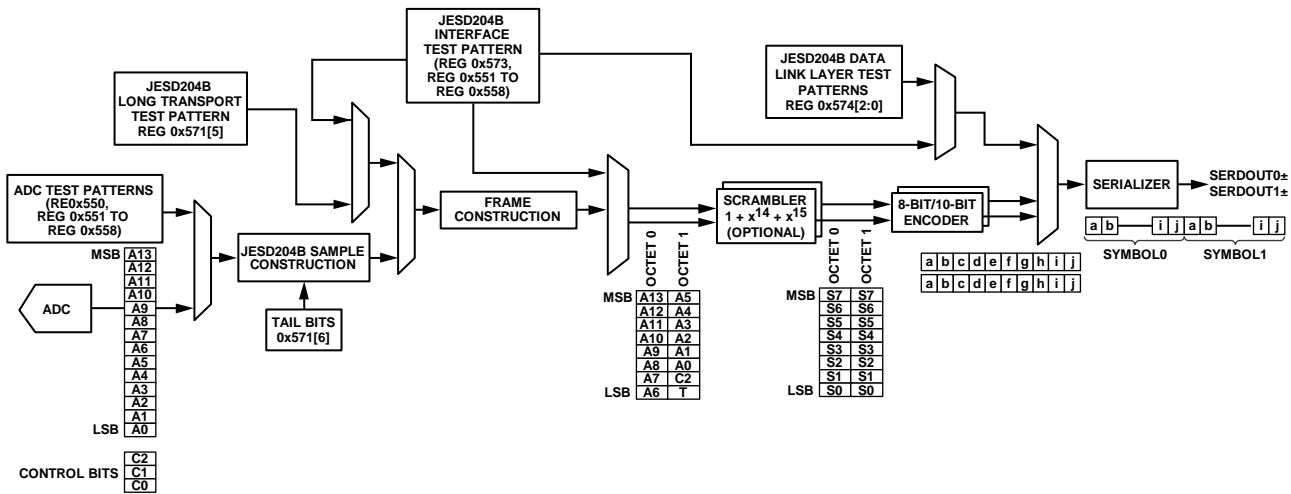 JESD204B
INTERFACE
TEST PATTERN
(REG 0x573,
REG 0x551 TO
REG 0x558)
JESD204B
LONG TRANSPORT
TEST PATTERN
REG 0x571[5]
JESD204B DATA
LINK LAYER TEST
PATTERNS
REG 0x574[2:0]
ADC TEST PATTERNS
(RE0x550,
REG 0x551 TO
REG 0x558)
MSB A13
A12
A11
A10
A9
A8
A7
A6
A5
A4
A3
A2
A1
LSB A0
CONTROL BITS
C2
C1
C0
ADC
JESD204B SAMPLE
CONSTRUCTION
TAIL BITS
0x571[6]
FRAME
CONSTRUCTION
OCTET 0
OCTET 1
MSB A13 A5
A12 A4
A11 A3
A10 A2
A9 A1
A8 A0
A7 C2
LSB A6 T
SCRAMBLER
1 + x14 + x15
(OPTIONAL)
OCTET 0
OCTET 1
MSB S7 S7
S6 S6
S5 S5
S4 S4
S3 S3
S2 S2
S1 S1
LSB S0 S0
8-BIT/10-BIT
ENCODER
a b c d e f g h i j
a b c d e f g h i j
SERIALIZER
SERDOUT0±
SERDOUT1±
a b i j a b i j
SYMBOL0 SYMBOL1